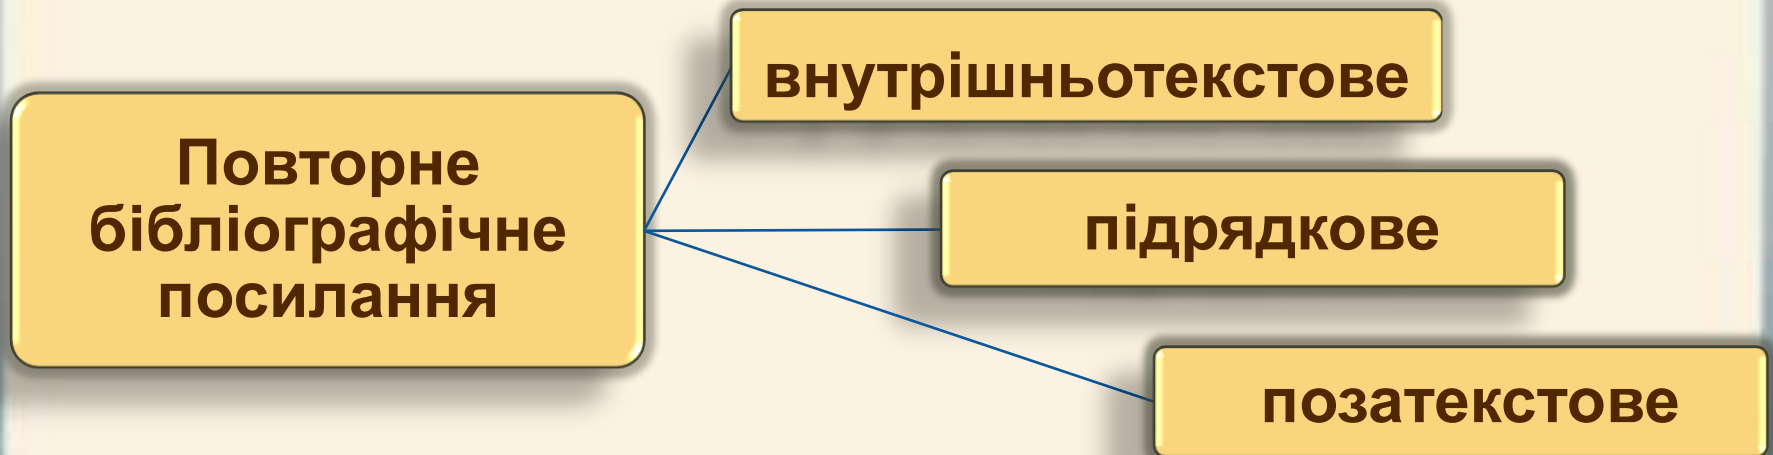 Повторне
бібліографічне
посилання
внутрішньотекстове
підрядкове
позатекстове